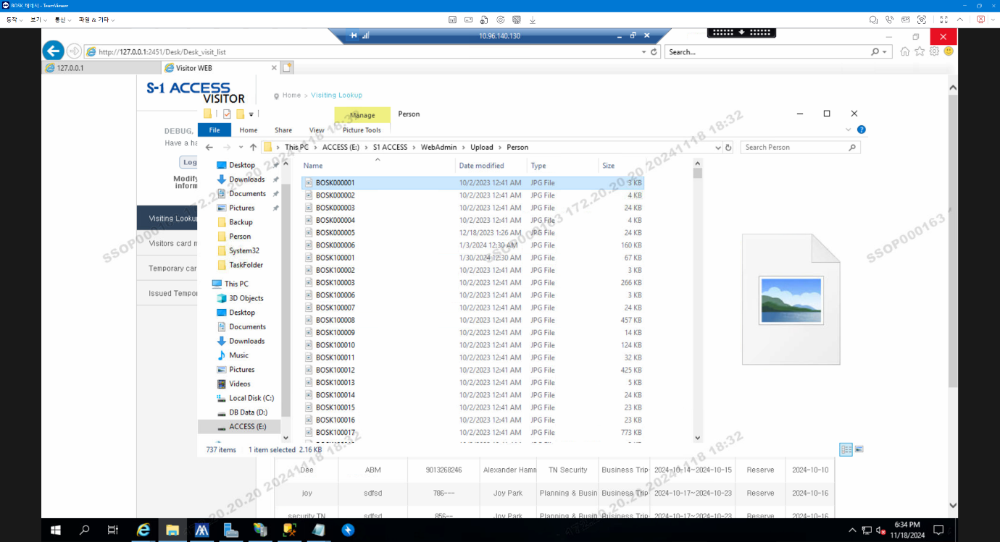 BOSK 테네시 - TeamViewer
동작 보기 통신 파일 & 기타
10.96.140.130
http://127.0.0.1:2451/Desk/Desk_visit_list
Search...
127.0.0.1
Visitor WEB
S-1 ACCESS
VISITOR
Home > Visiting Lookup
DEBUG,
Have a ha
Log
Modify
inform
Visiting Lookup
Visitors card m
Temporary car
Issued Tempor
Manage
Person
File Home Share View Picture Tools
This PC > ACCESS (E:) > S1 ACCESS > WebAdmin > Upload > Person
Search Person
Desktop
Downloads
Documents
Pictures
Backup
Person
System32
TaskFolder
This PC
3D Objects
Desktop
Documents
Downloads
Music
Pictures
Videos
Local Disk (C:)
DB Data (D:)
ACCESS (E:)
Name Date modified Type Size
BOSK000001 10/2/2023 12:41 AM JPG File 3 KB
BOSK000002 10/2/2023 12:41 AM JPG File 4 KB
BOSK000003 10/2/2023 12:41 AM JPG File 24 KB
BOSK000004 10/2/2023 12:41 AM JPG File 4 KB
BOSK000005 12/18/2023 1:26 AM JPG File 24 KB
BOSK000006 1/3/2024 12:30 AM JPG File 160 KB
BOSK100001 1/30/2024 12:30 AM JPG File 67 KB
BOSK100002 10/2/2023 12:41 AM JPG File 3 KB
BOSK100003 10/2/2023 12:41 AM JPG File 266 KB
BOSK100006 10/2/2023 12:41 AM JPG File 3 KB
BOSK100007 10/2/2023 12:41 AM JPG File 24 KB
BOSK100008 10/2/2023 12:41 AM JPG File 457 KB
BOSK100009 10/2/2023 12:41 AM JPG File 14 KB
BOSK100010 10/2/2023 12:41 AM JPG File 124 KB
BOSK100011 10/2/2023 12:41 AM JPG File 32 KB
BOSK100012 10/2/2023 12:41 AM JPG File 425 KB
BOSK100013 10/2/2023 12:41 AM JPG File 5 KB
BOSK100014 10/2/2023 12:41 AM JPG File 24 KB
BOSK100015 10/2/2023 12:41 AM JPG File 23 KB
BOSK100016 10/2/2023 12:41 AM JPG File 23 KB
BOSK100017 10/2/2023 12:41 AM JPG File 773 KB
737 items 1 item selected 2.16 KB
Dee ABM 9013268246 Alexander Hamn TN Security Business Trip 2024-10-14~2024-10-15 Reserve 2024-10-10
joy sdfsd 786--- Joy Park Planning & Busin Business Trip 2024-10-17~2024-10-23 Reserve 2024-10-16
security TN sdfsd 856-- Joy Park Planning & Busin Business Trip 2024-10-17~2024-10-23 Reserve 2024-10-16
SSOP000163 172.20.20.20 20241118 18:32
SSOP000163 172.20.20.20 20241118 18:32
SSOP000163
20.20.20 20241118 18:32
6:34 PM
11/18/2024